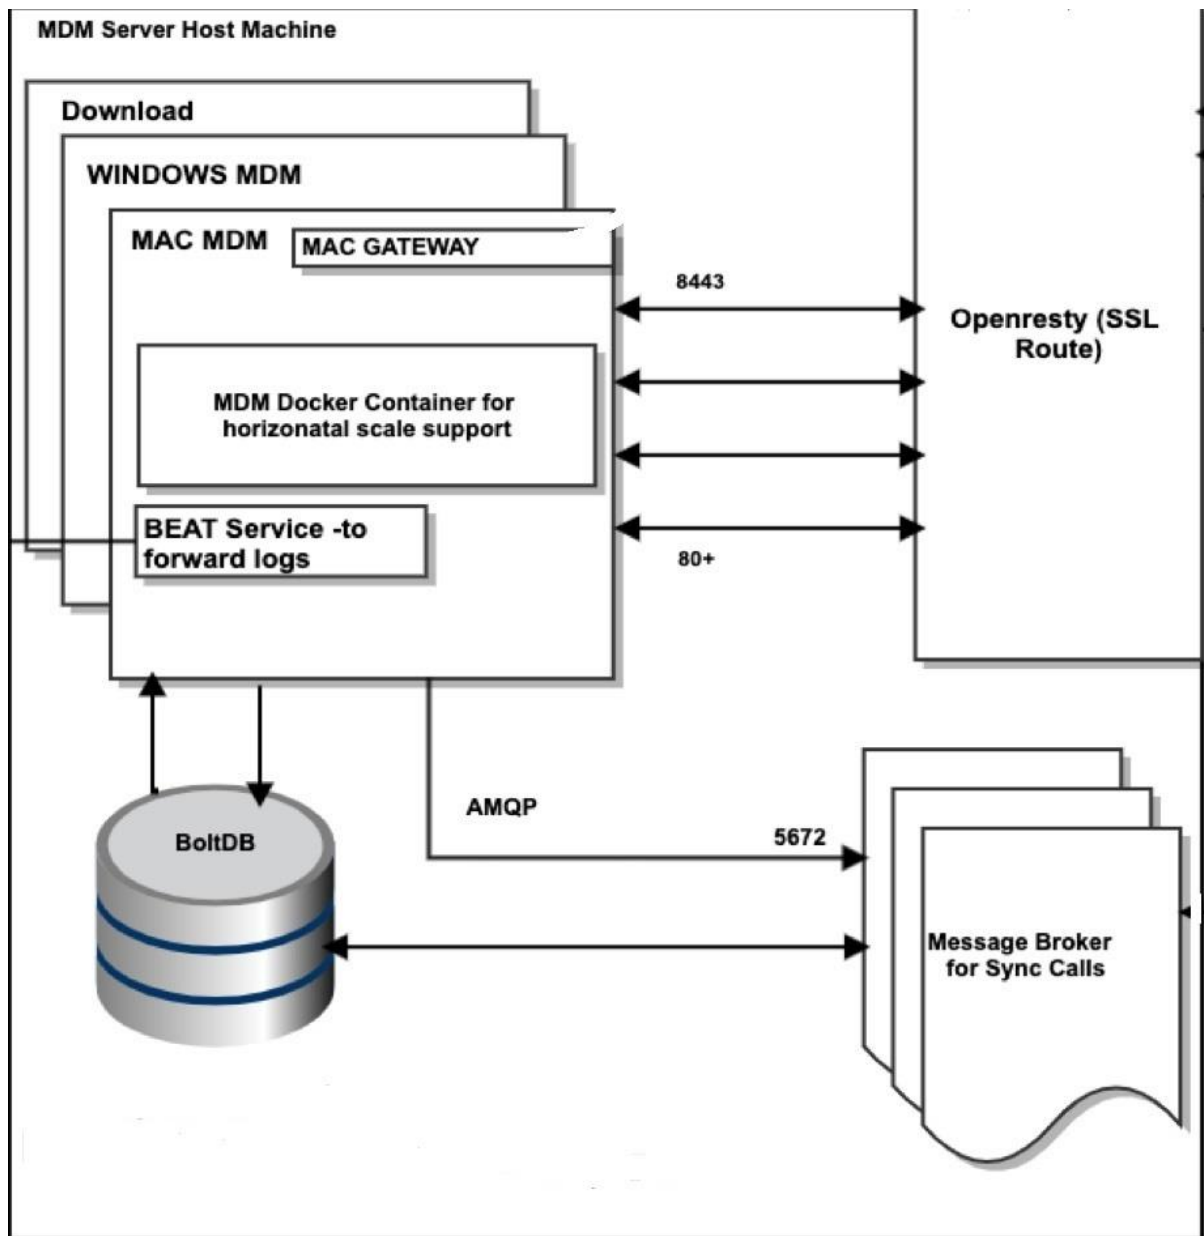 MDM Server Host Machine
Download
WINDOWS MDM
MAC MDM
MAC GATEWAY
8443
Openresty (SSL
Route)
MDM Docker Container for
horizonatal scale support
BEAT Service -to
forward logs
80+
AMQP
5672
BoltDB
Message Broker
for Sync Calls